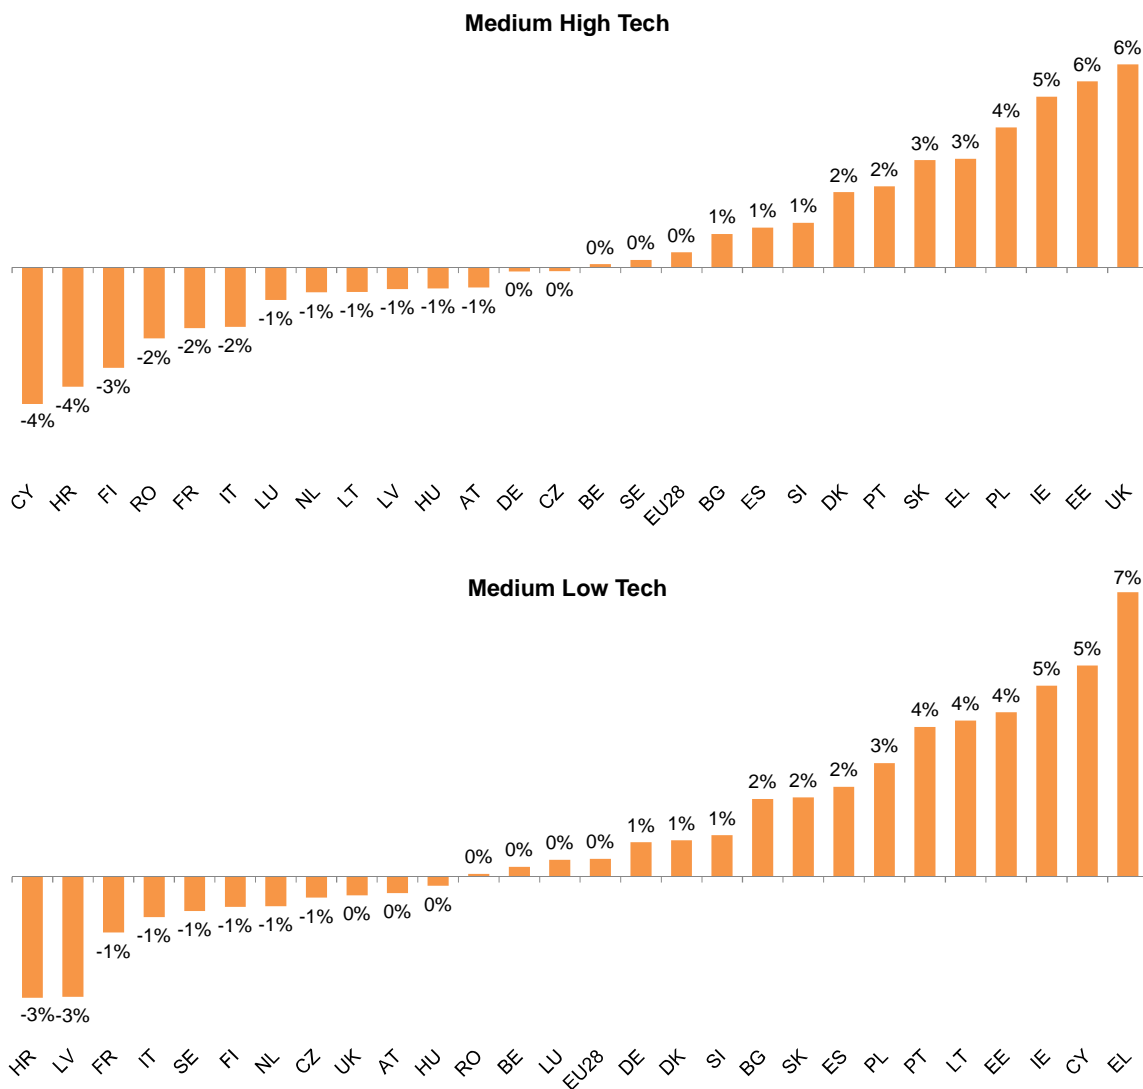 Medium High Tech
-4% -4% -3% -2% -2% -2% -1% -1% -1% -1% -1% -1% 0% 0% 0% 0% 0% 1% 1% 1% 2% 2% 3% 3% 4% 5% 6% 6%
CY HR FI RO FR IT LU NL LT LV HU AT DE CZ BE SE EU28 BG ES SI DK PT SK EL PL IE EE UK
Medium Low Tech
-3% -3% -1% -1% -1% -1% -1% -1% 0% 0% 0% 0% 0% 0% 0% 1% 1% 1% 2% 2% 2% 3% 4% 4% 4% 5% 5% 7%
HR LV FR IT SE FI NL CZ UK AT HU RO BE LU EU28 DE DK SI BG SK ES PL PT LT EE IE CY EL